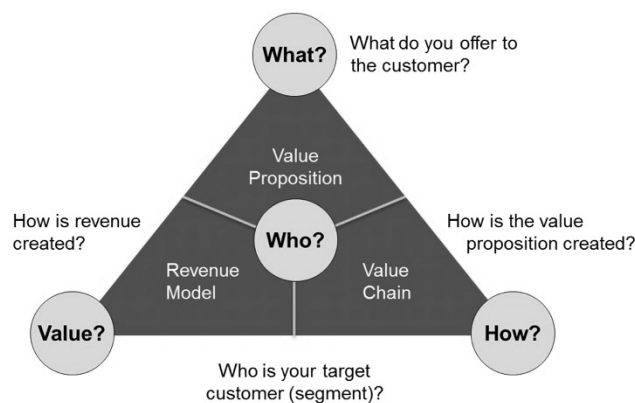 What?
What do you offer to
the customer?
Value
Proposition
How is revenue
created?
Who?
How is the value
proposition created?
Revenue
Model
Value
Chain
Value?
How?
Who is your target
customer (segment)?